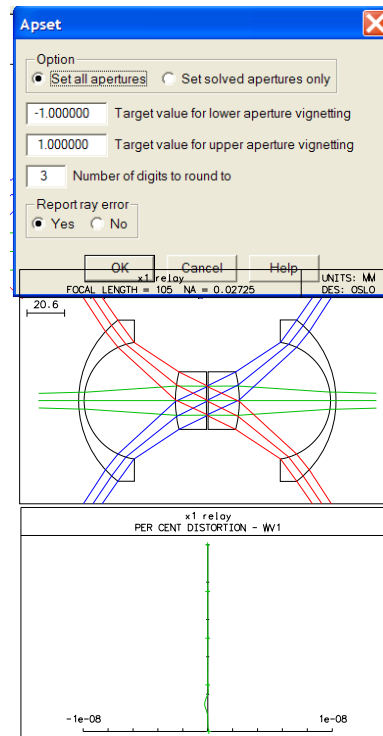 Apset
Option
Set all apertures Set solved apertures only
-1.000000 Target value for lower aperture vignetting
1.000000 Target value for upper aperture vignetting
3 Number of digits to round to
Report ray error
Yes No
OK Cancel Help
x1 relay
FOCAL LENGTH = 105 NA = 0.02725
UNITS: MM
DES: OSLO
20.6
x1 relay
PER CENT DISTORTION - WV1
-1e-08 1e-08